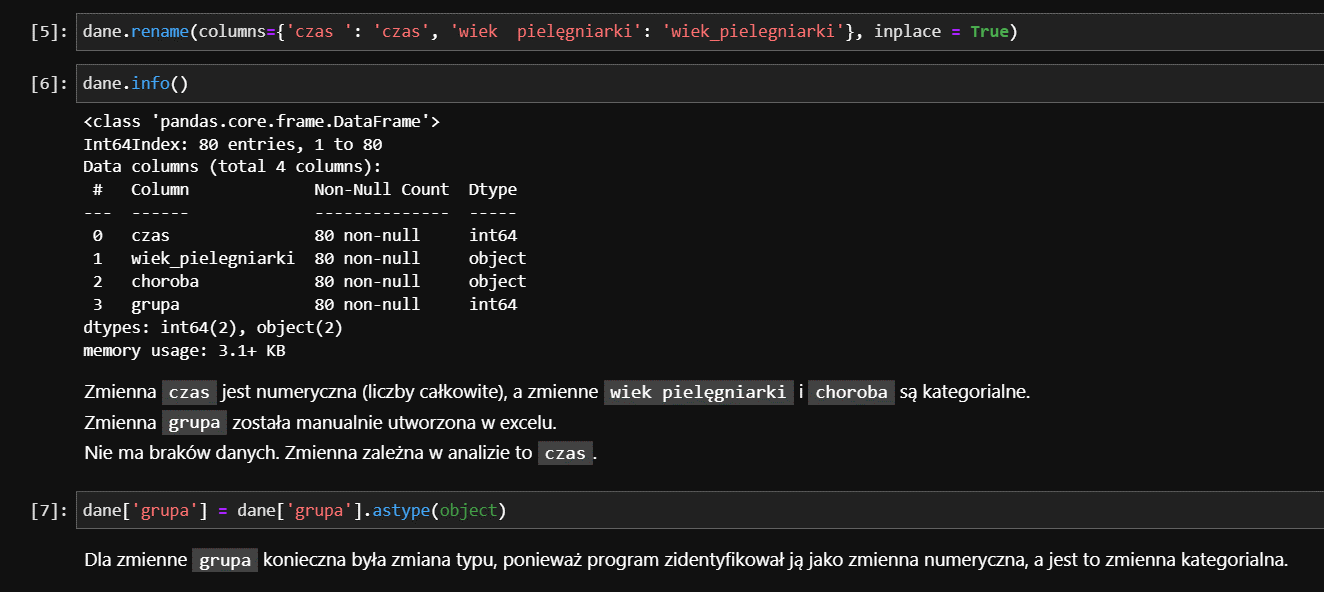 [5]: dane.rename(columns={'czas ': 'czas', 'wiek  pielęgniarki': 'wiek_pielegniarki'}, inplace = True)
[6]: dane.info()
<class 'pandas.core.frame.DataFrame'>
Int64Index: 80 entries, 1 to 80
Data columns (total 4 columns):
 #   Column             Non-Null Count  Dtype
---  ------             --------------  -----
 0   czas               80 non-null     int64
 1   wiek_pielegniarki  80 non-null     object
 2   choroba            80 non-null     object
 3   grupa              80 non-null     int64
dtypes: int64(2), object(2)
memory usage: 3.1+ KB
Zmienna czas jest numeryczna (liczby całkowite), a zmienne wiek pielęgniarki i choroba są kategorialne.
Zmienna grupa została manualnie utworzona w excelu.
Nie ma braków danych. Zmienna zależna w analizie to czas.
[7]: dane['grupa'] = dane['grupa'].astype(object)
Dla zmienne grupa konieczna była zmiana typu, ponieważ program zidentyfikował ją jako zmienna numeryczna, a jest to zmienna kategorialna.